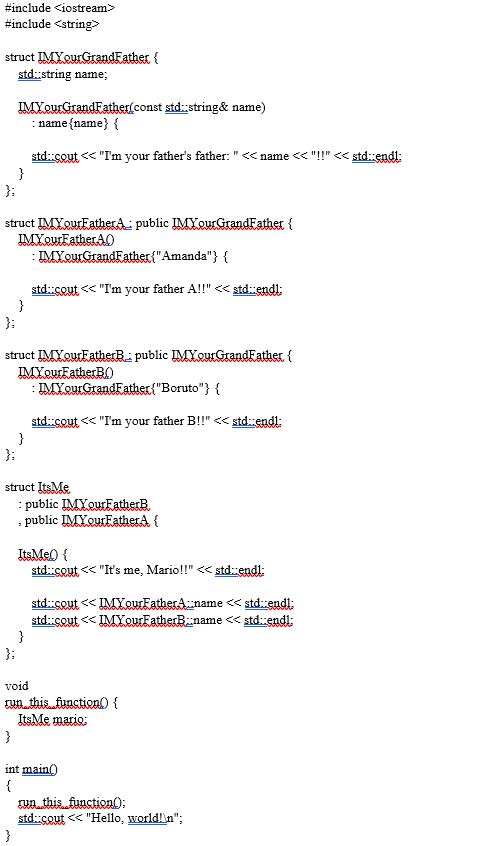 #include <iostream>
#include <string>

struct IMYourGrandFather {
  std::string name;

  IMYourGrandFather(const std::string& name)
    : name{name} {

    std::cout << "I'm your father's father: " << name << "!!" << std::endl;
  }
};

struct IMYourFatherA : public IMYourGrandFather {
  IMYourFatherA()
    : IMYourGrandFather{"Amanda"} {

    std::cout << "I'm your father A!!" << std::endl;
  }
};

struct IMYourFatherB : public IMYourGrandFather {
  IMYourFatherB()
    : IMYourGrandFather{"Boruto"} {

    std::cout << "I'm your father B!!" << std::endl;
  }
};

struct ItsMe
  : public IMYourFatherB
  , public IMYourFatherA {

  ItsMe() {
    std::cout << "It's me, Mario!!" << std::endl;

    std::cout << IMYourFatherA::name << std::endl;
    std::cout << IMYourFatherB::name << std::endl;
  }
};

void
run_this_function() {
  ItsMe mario;
}

int main()
{
  run_this_function();
  std::cout << "Hello, world!\n";
}